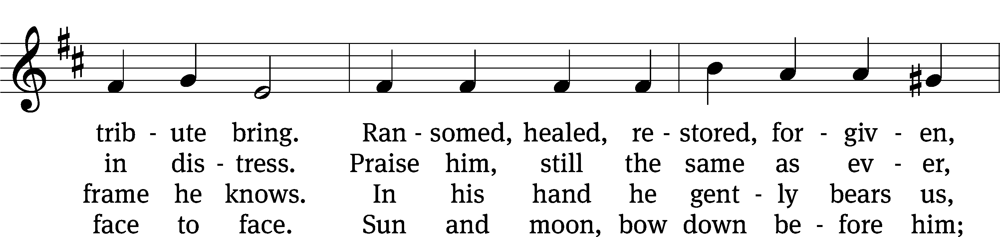 trib - ute bring. Ran - somed, healed, re - stored, for - giv - en,
in dis - tress. Praise him, still the same as ev - er,
frame he knows. In his hand he gent - ly bears us,
face to face. Sun and moon, bow down be - fore him;